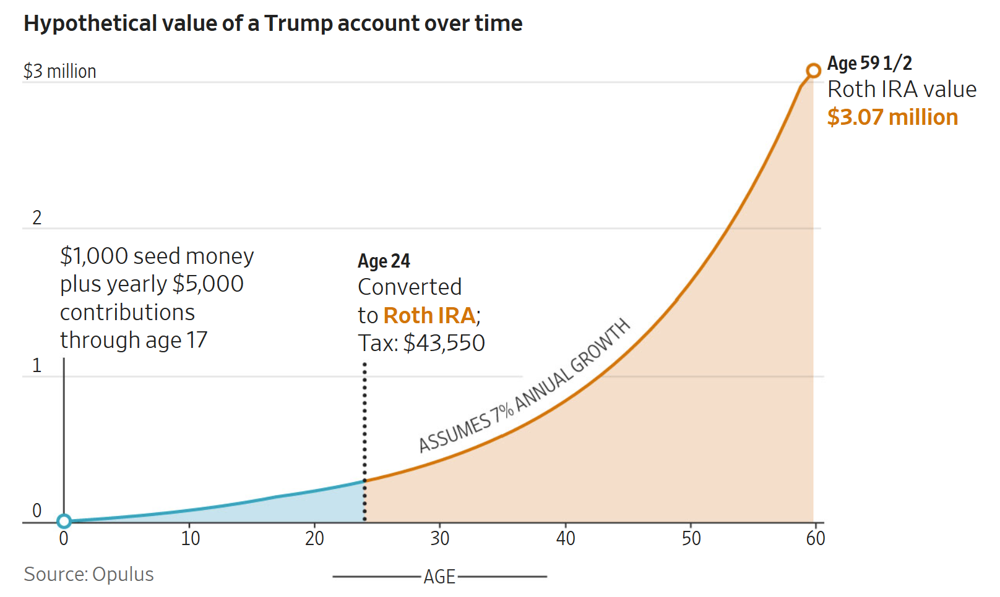 Hypothetical value of a Trump account over time
$3 million
Age 59 1/2
Roth IRA value
$3.07 million
2
$1,000 seed money
plus yearly $5,000
contributions
through age 17
Age 24
Converted
to Roth IRA;
Tax: $43,550
ASSUMES 7% ANNUAL GROWTH
1
0
0 10 20 30 40 50 60
AGE
Source: Opulus